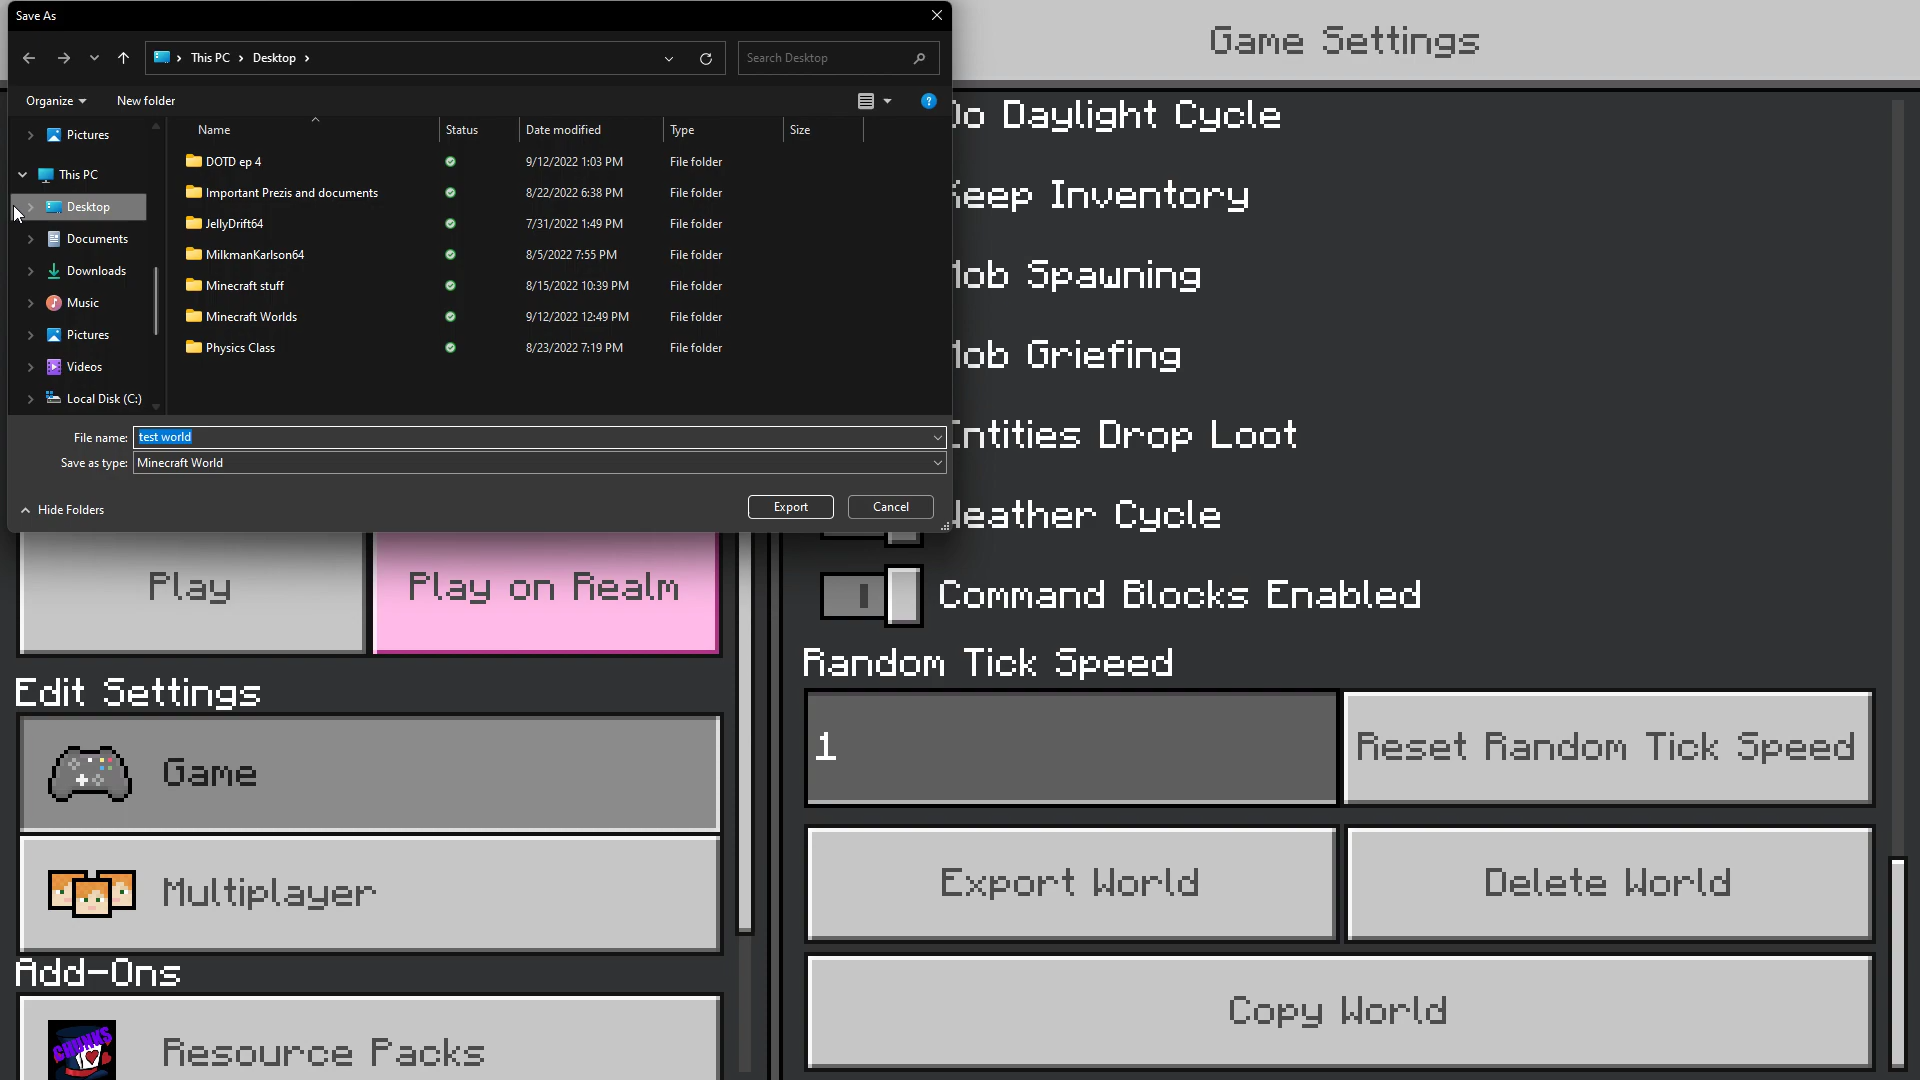 Save As
This PC > Desktop >
Search Desktop
Organize
New folder
?
Pictures
This PC
Desktop
Documents
Downloads
Music
Pictures
Videos
Local Disk (C:)
Name Status Date modified Type Size
DOTD ep 4 9/12/2022 1:03 PM File folder
Important Prezis and documents 8/22/2022 6:38 PM File folder
JellyDrift64 7/31/2022 1:49 PM File folder
MilkmanKarlson64 8/5/2022 7:55 PM File folder
Minecraft stuff 8/15/2022 10:39 PM File folder
Minecraft Worlds 9/12/2022 12:49 PM File folder
Physics Class 8/23/2022 7:19 PM File folder
File name: test world
Save as type: Minecraft World
Hide Folders
Export
Cancel
Play
Play on Realm
Edit Settings
Game
Multiplayer
Add-Ons
CHUNKS
Resource Packs
Game Settings
Do Daylight Cycle
Keep Inventory
Mob Spawning
Mob Griefing
Entities Drop Loot
Weather Cycle
Command Blocks Enabled
Random Tick Speed
1
Reset Random Tick Speed
Export World
Delete World
Copy World